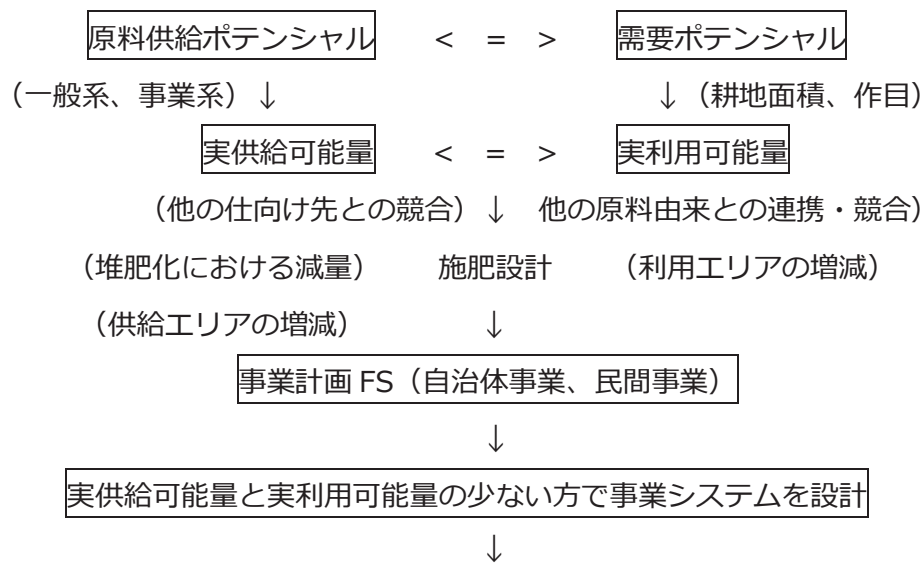 原料供給ポテンシャル < = > 需要ポテンシャル
（一般系、事業系）↓ ↓（耕地面積、作目）
実供給可能量 < = > 実利用可能量
（他の仕向け先との競合）↓ 他の原料由来との連携・競合）
（堆肥化における減量） 施肥設計 （利用エリアの増減）
（供給エリアの増減） ↓
事業計画 FS（自治体事業、民間事業）
↓
実供給可能量と実利用可能量の少ない方で事業システムを設計
↓